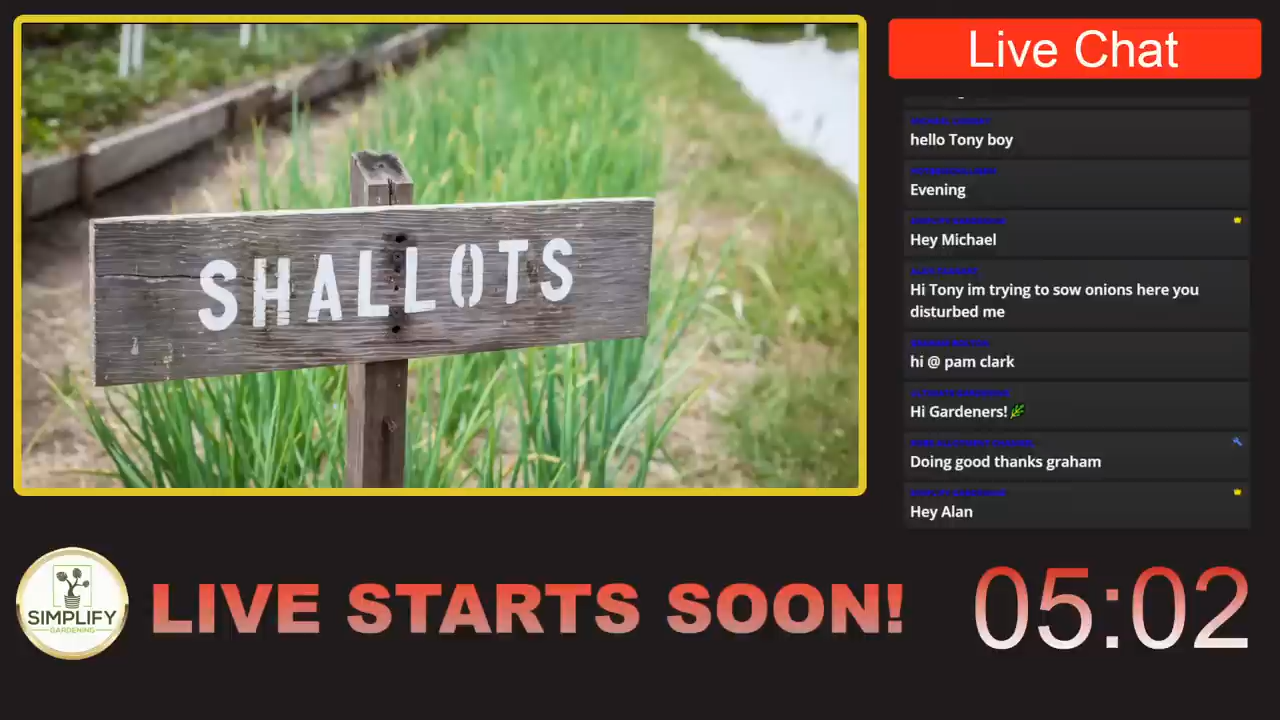 Live Chat
hello Tony boy
Evening
Hey Michael
Hi Tony im trying to sow onions here you
disturbed me
hi @ pam clark
Hi Gardeners!
Doing good thanks graham
Hey Alan
SHALLOTS
SIMPLIFY
GARDENING
LIVE STARTS SOON!
05:02